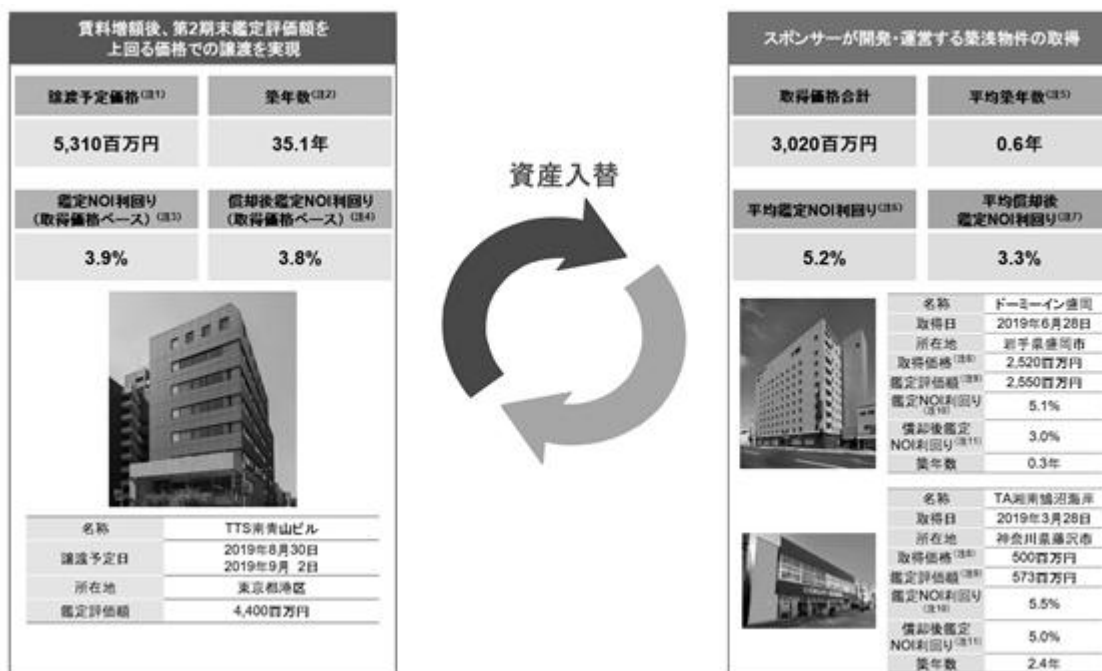 賃料増額後、第2期末鑑定評価額を
上回る価格での譲渡を実現
譲渡予定価格(注1)
築年数(注2)
5,310百万円
35.1年
鑑定NOI利回り
(取得価格ベース)(注3)
償却後鑑定NOI利回り
(取得価格ベース)(注4)
3.9%
3.8%
名称
TTS南青山ビル
譲渡予定日
2019年8月30日
2019年9月 2日
所在地
東京都港区
鑑定評価額
4,400百万円
資産入替
スポンサーが開発・運営する築浅物件の取得
取得価格合計
平均築年数(注5)
3,020百万円
0.6年
平均鑑定NOI利回り(注6)
平均償却後
鑑定NOI利回り(注7)
5.2%
3.3%
名称
ドーミーイン盛岡
取得日
2019年6月28日
所在地
岩手県盛岡市
取得価格(注8)
2,520百万円
鑑定評価額(注9)
2,550百万円
鑑定NOI利回り
(注10)
5.1%
償却後鑑定
NOI利回り(注11)
3.0%
築年数
0.3年
名称
TA湘南鵠沼海岸
取得日
2019年3月28日
所在地
神奈川県藤沢市
取得価格(注8)
500百万円
鑑定評価額(注9)
573百万円
鑑定NOI利回り
(注10)
5.5%
償却後鑑定
NOI利回り(注11)
5.0%
築年数
2.4年